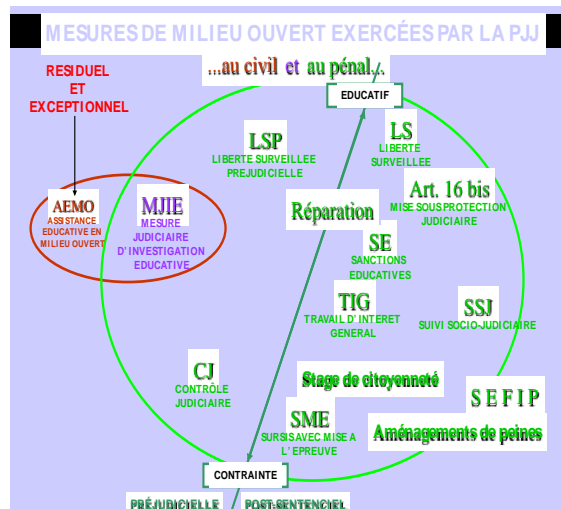 MESURES DE MILIEU OUVERT EXERCÉES PAR LA PJJ
...au civil et au pénal...
RESIDUEL
ET
EXCEPTIONNEL
EDUCATIF
LSP
LIBERTE SURVEILLEE
PREJUDICIELLE
LS
LIBERTE
SURVEILLEE
Art. 16 bis
MISE SOUS PROTECTION
JUDICIAIRE
AEMO
ASSISTANCE
EDUCATIVE EN
MILIEU OUVERT
MJIE
MESURE
JUDICIAIRE
D'INVESTIGATION
EDUCATIVE
Réparation
SE
SANCTIONS
EDUCATIVES
TIG
TRAVAIL D'INTERET
GENERAL
SSJ
SUIVI SOCIO-JUDICIAIRE
CJ
CONTRÔLE
JUDICIAIRE
Stage de citoyenneté
SEFIP
Aménagements de peines
SME
SURSIS AVEC MISE A
L'EPREUVE
CONTRAINTE
PRÉJUDICIELLE
POST-SENTENCIEL